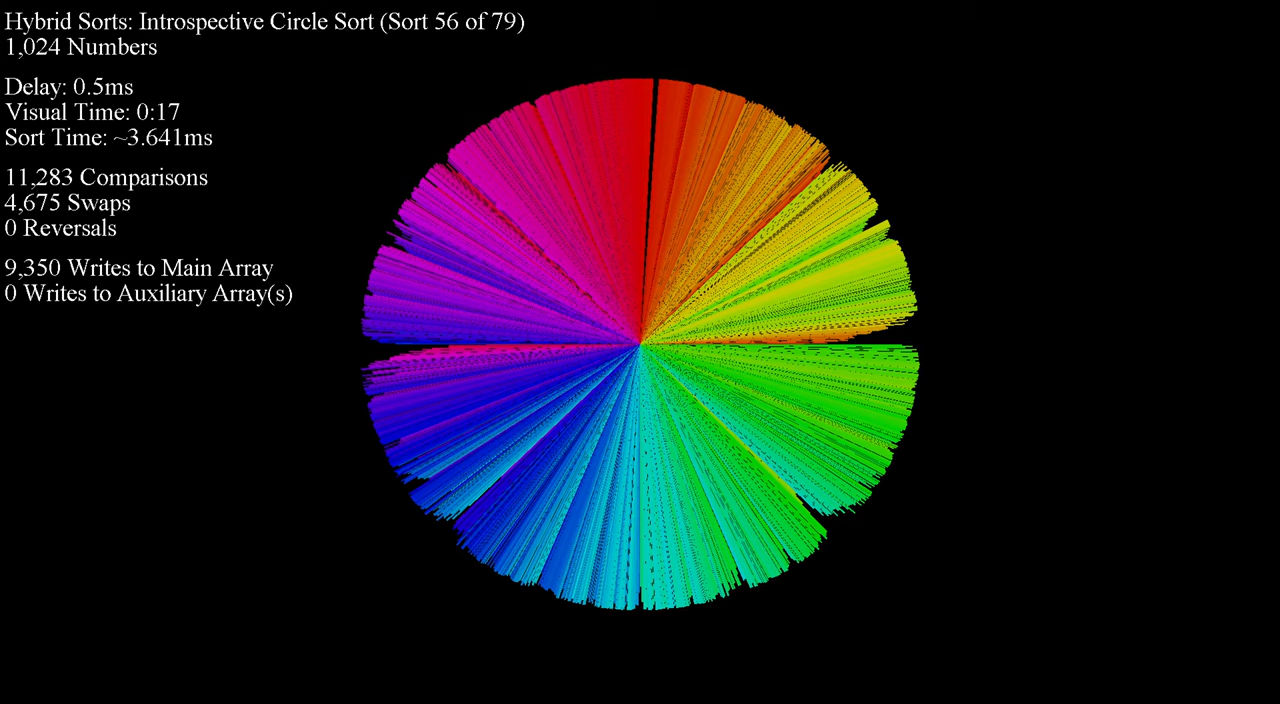 Hybrid Sorts: Introspective Circle Sort (Sort 56 of 79)
1,024 Numbers
Delay: 0.5ms
Visual Time: 0:17
Sort Time: ~3.641ms
11,283 Comparisons
4,675 Swaps
0 Reversals
9,350 Writes to Main Array
0 Writes to Auxiliary Array(s)